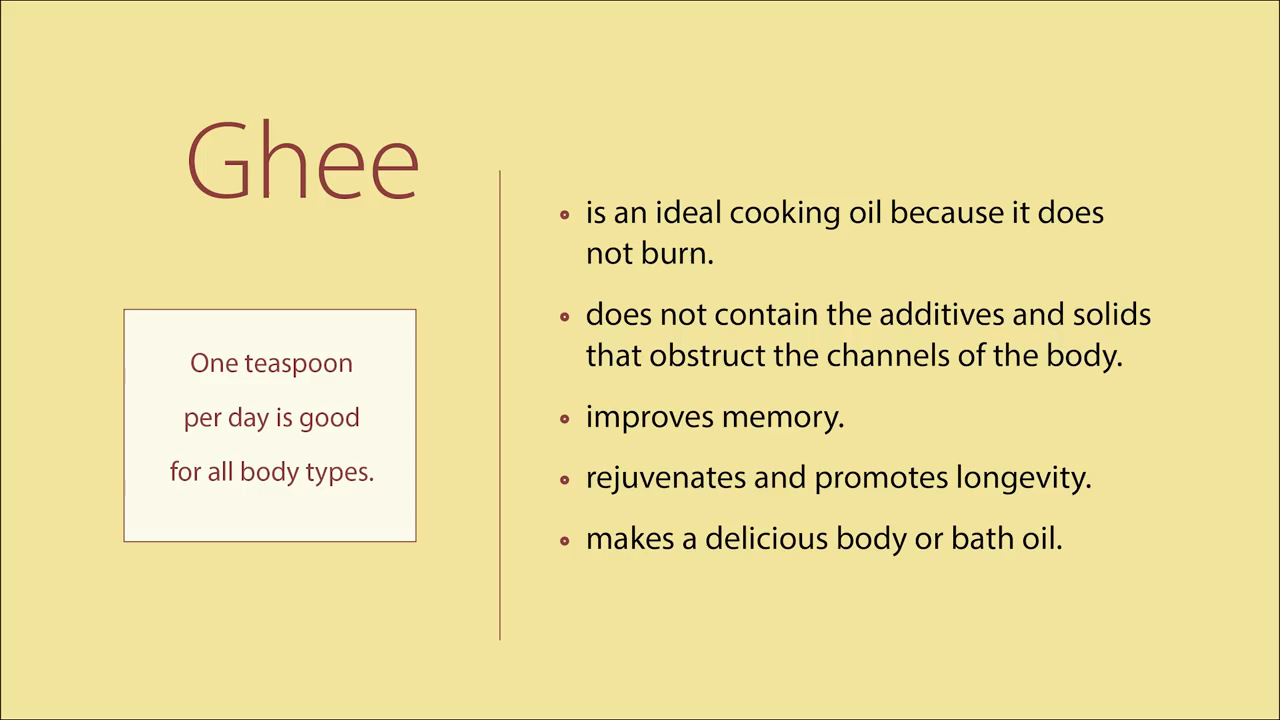 Ghee
One teaspoon
per day is good
for all body types.
is an ideal cooking oil because it does
not burn.
does not contain the additives and solids
that obstruct the channels of the body.
improves memory.
rejuvenates and promotes longevity.
makes a delicious body or bath oil.